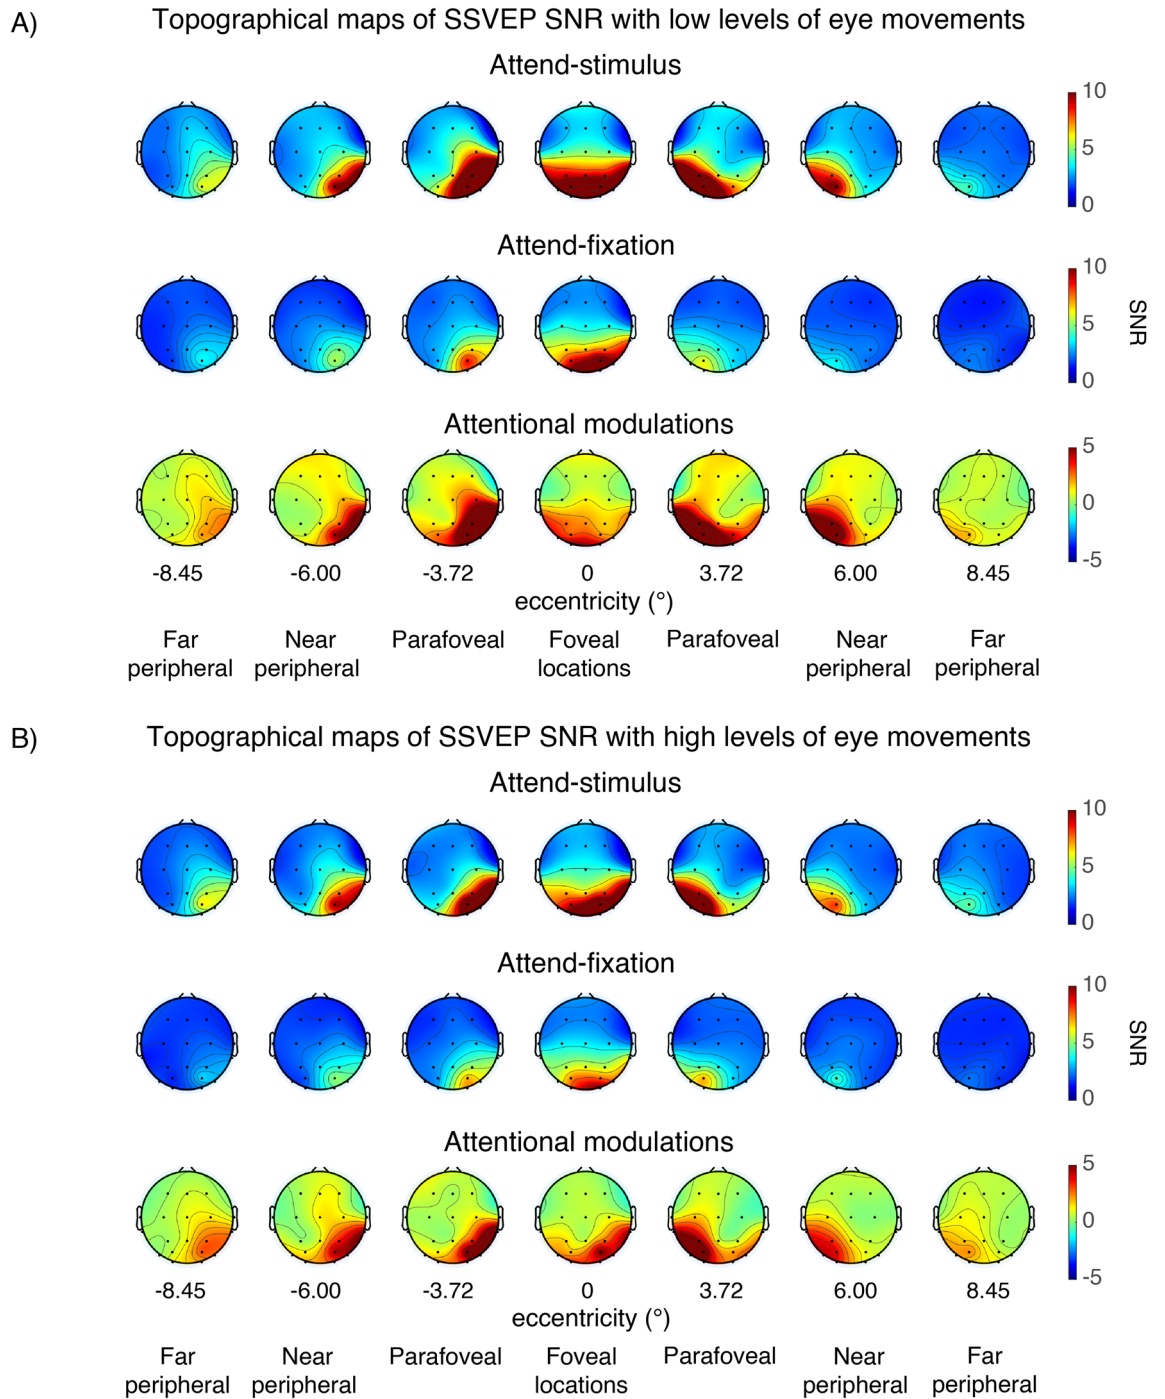 A)
Topographical maps of SSVEP SNR with low levels of eye movements
Attend-stimulus
10
5
0
Attend-fixation
10
5
0
SNR
Attentional modulations
5
0
-5
-8.45 -6.00 -3.72 0 3.72 6.00 8.45
eccentricity (°)
Far Near Parafoveal Foveal Parafoveal Near Far
peripheral peripheral locations peripheral peripheral
B)
Topographical maps of SSVEP SNR with high levels of eye movements
Attend-stimulus
10
5
0
Attend-fixation
10
5
0
SNR
Attentional modulations
5
0
-5
-8.45 -6.00 -3.72 0 3.72 6.00 8.45
eccentricity (°)
Far Near Parafoveal Foveal Parafoveal Near Far
peripheral peripheral locations peripheral peripheral